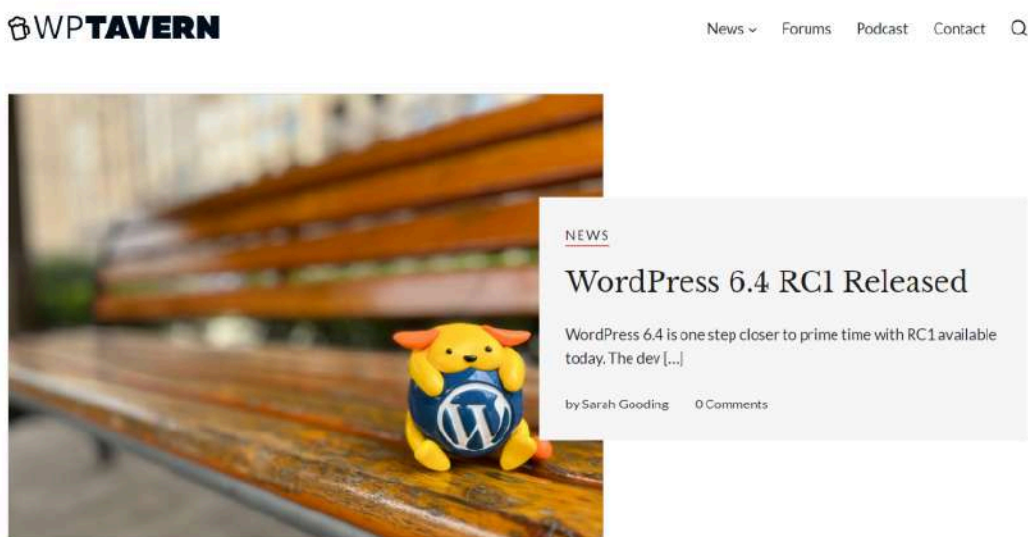 WPTAVERN
News Forums Podcast Contact
NEWS
WordPress 6.4 RC1 Released
WordPress 6.4 is one step closer to prime time with RC1 available
today. The dev [...]
by Sarah Gooding 0 Comments
W